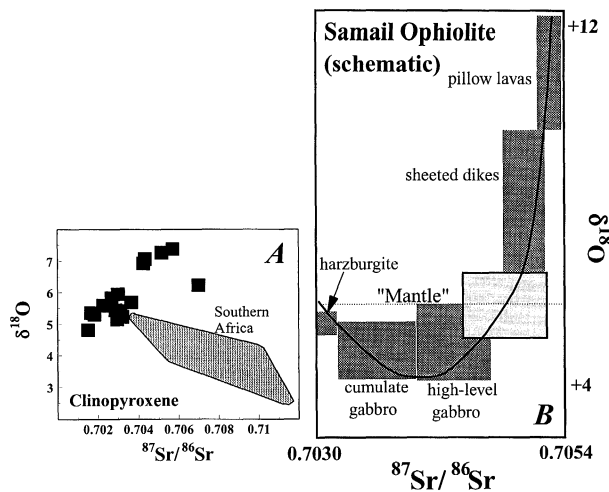 A
7
6
5
4
3
δ18O
Southern
Africa
Clinopyroxene
0.702
0.704
0.706
0.708
0.71
87Sr/ 86Sr
Samail Ophiolite
(schematic)
+12
pillow lavas
sheeted dikes
δ18O
harzburgite
"Mantle"
cumulate
gabbro
high-level
gabbro
B
+4
0.7030
0.7054
87Sr/ 86Sr